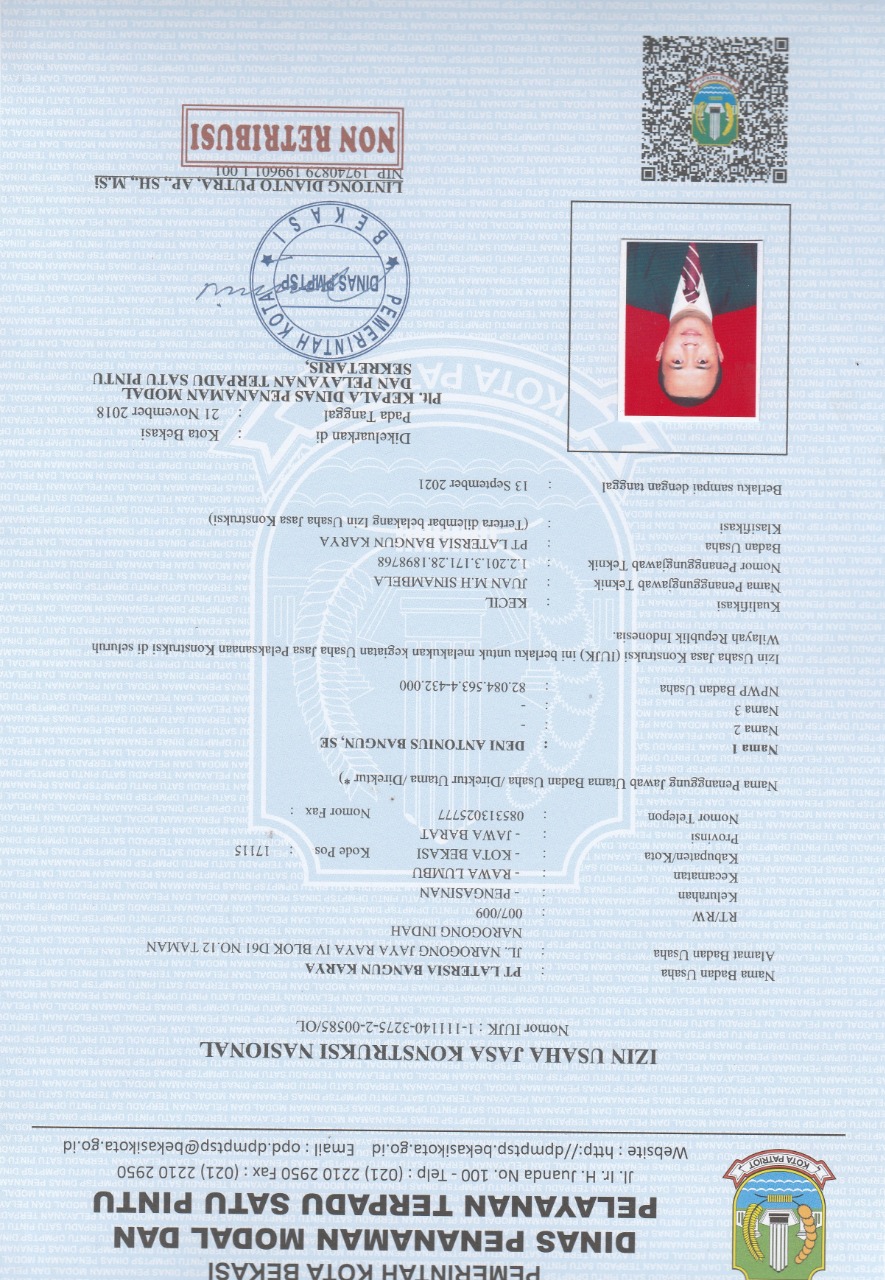 PEMERINTAH KOTA BEKASI
DINAS PENANAMAN MODAL DAN
PELAYANAN TERPADU SATU PINTU
Jl. Ir. H. Juanda No. 100 - Telp : (021) 2210 2950 Fax : (021) 2210 2950
Website : http://dpmptsp.bekasikota.go.id Email : opd.dpmptsp@bekasikota.go.id
KOTA PATRIOT
IZIN USAHA JASA KONSTRUKSI NASIONAL
Nomor IUJK : 1-111140-3275-2-00585/OL
Nama Badan Usaha : PT LATERSIA BANGUN KARYA
Alamat Badan Usaha : JL. NAROGONG JAYA RAYA IV BLOK D61 NO.12 TAMAN
NAROGONG INDAH
RT/RW : 007/009
Kelurahan : - PENGASINAN
Kecamatan : - RAWA LUMBU
Kabupaten/Kota : - KOTA BEKASI Kode Pos : 17115
Provinsi : - JAWA BARAT
Nomor Telepon : 085313025777 Nomor Fax :
Nama Penanggung Jawab Utama Badan Usaha /Direktur Utama /Direktur *)
Nama 1 : DENI ANTONIUS BANGUN, SE
Nama 2 : -
Nama 3 : -
NPWP Badan Usaha : 82.084.563.4-432.000
Izin Usaha Jasa Konstruksi (IUJK) ini berlaku untuk melakukan kegiatan Usaha Jasa Pelaksanaan Konstruksi di seluruh
Wilayah Republik Indonesia.
Kualifikasi : KECIL
Nama Penanggungjawab Teknik : JUAN M.H SINAMBELA
Nomor Penanggungjawab Teknik : 1.2.201.3.171.28.1898768
Badan Usaha : PT LATERSIA BANGUN KARYA
Klasifikasi : (Tertera dilembar belakang Izin Usaha Jasa Konstruksi)
Berlaku sampai dengan tanggal : 13 September 2021
Dikeluarkan di : Kota Bekasi
Pada Tanggal : 21 November 2018
Plt. KEPALA DINAS PENANAMAN MODAL
DAN PELAYANAN TERPADU SATU PINTU
SEKRETARIS,
PEMERINTAH KOTA
DINAS PMPTSP
BEKASI
LINTONG DIANTO PUTRA, AP., SH., M.Si
NIP. 19740829 199601 1 001
NON RETRIBUSI